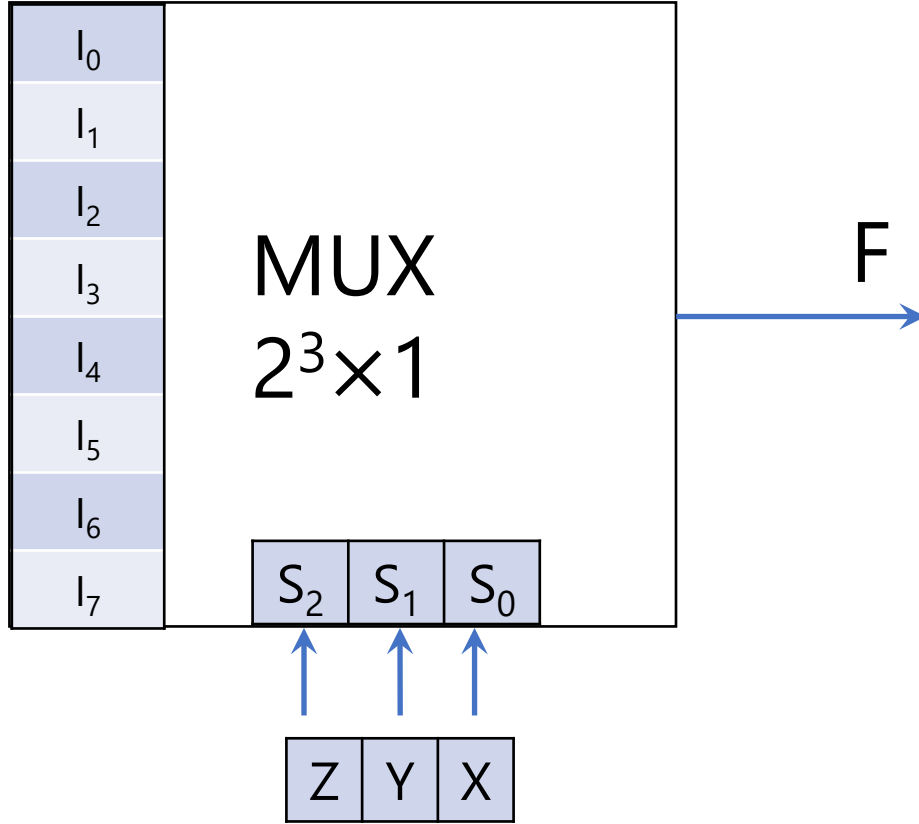 I₀
I₁
I₂
I₃
I₄
I₅
I₆
I₇
MUX
2³×1
F
S₂ S₁ S₀
Z Y X